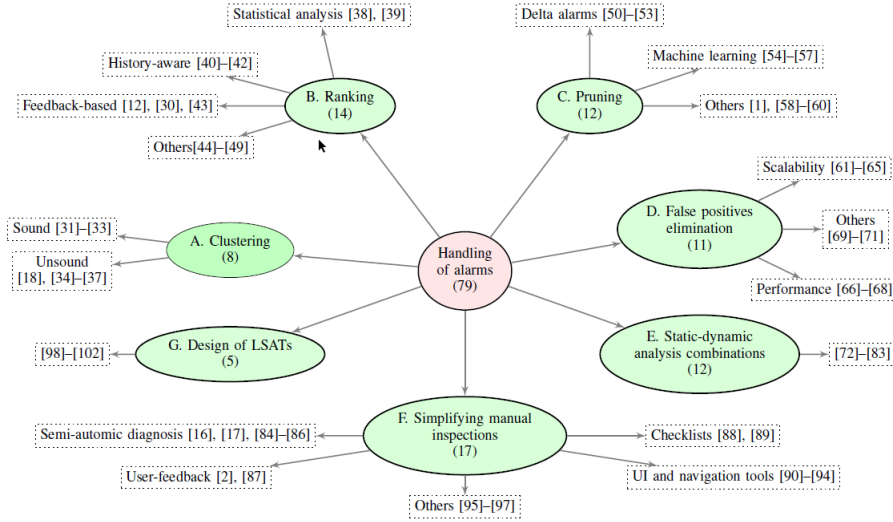 Statistical analysis [38], [39]
Delta alarms [50]–[53]
History-aware [40]–[42]
Machine learning [54]–[57]
B. Ranking
(14)
C. Pruning
(12)
Feedback-based [12], [30], [43]
Others [1], [58]–[60]
Others[44]–[49]
Scalability [61]–[65]
Sound [31]–[33]
A. Clustering
(8)
D. False positives
elimination
(11)
Others
[69]–[71]
Unsound
[18], [34]–[37]
Handling
of alarms
(79)
Performance [66]–[68]
[98]–[102]
G. Design of LSATs
(5)
E. Static-dynamic
analysis combinations
(12)
[72]–[83]
F. Simplifying manual
inspections
(17)
Semi-automic diagnosis [16], [17], [84]–[86]
Checklists [88], [89]
User-feedback [2], [87]
UI and navigation tools [90]–[94]
Others [95]–[97]